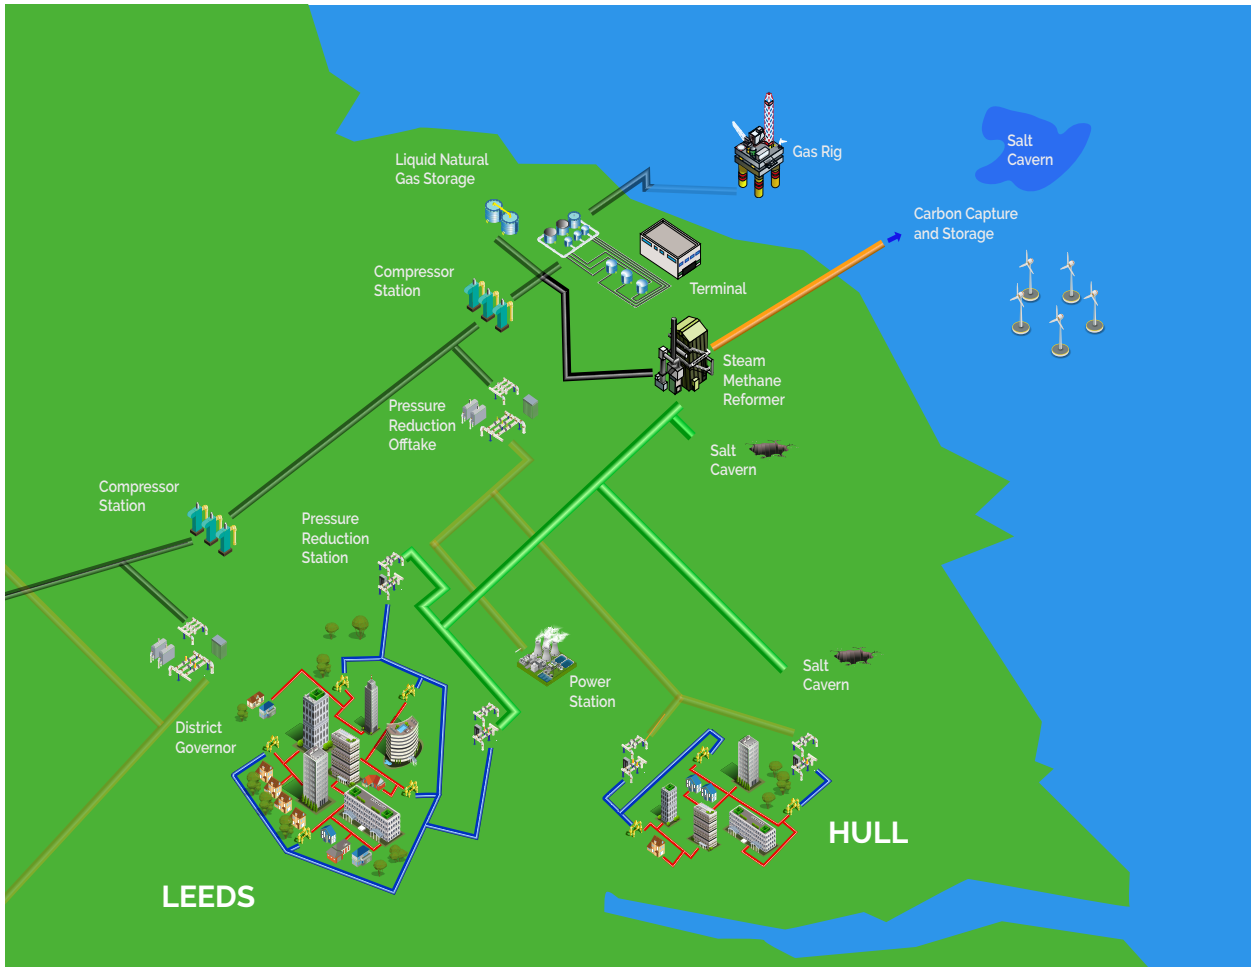 Liquid Natural
Gas Storage
Gas Rig
Salt
Cavern
Carbon Capture
and Storage
Compressor
Station
Terminal
Steam
Methane
Reformer
Pressure
Reduction
Offtake
Salt
Cavern
Compressor
Station
Pressure
Reduction
Station
Salt
Cavern
Power
Station
District
Governor
HULL
LEEDS